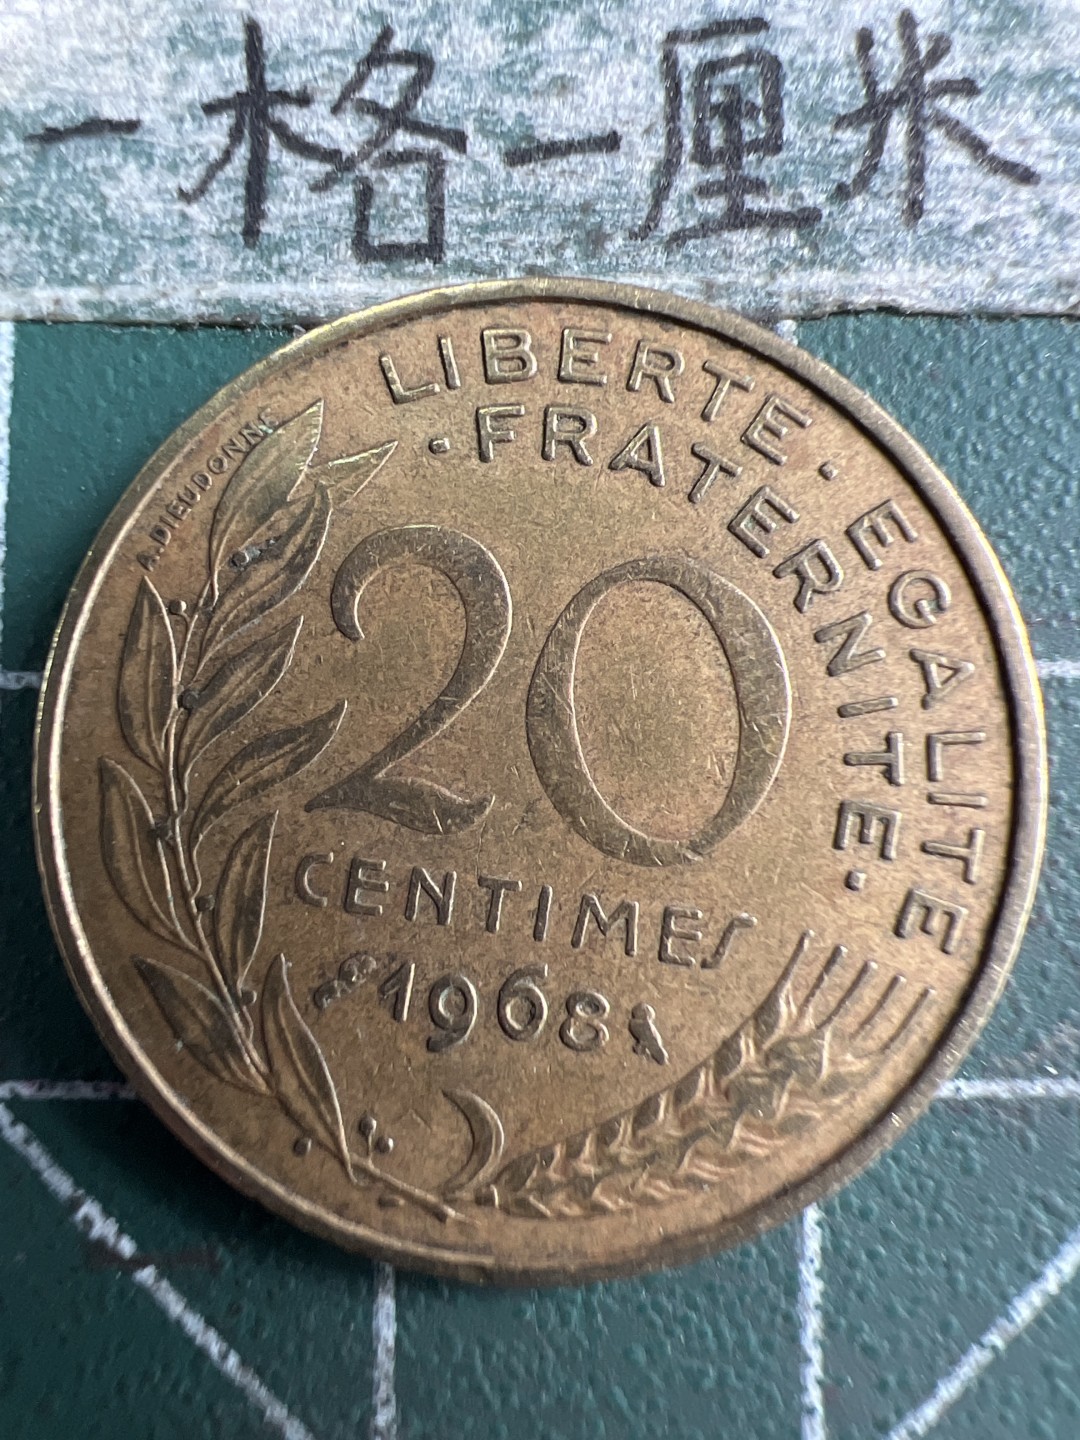 一格一厘米
LIBERTE · EGALITE
· FRATERNITE ·
A.DIEUDONNE
20
CENTIMES
1968